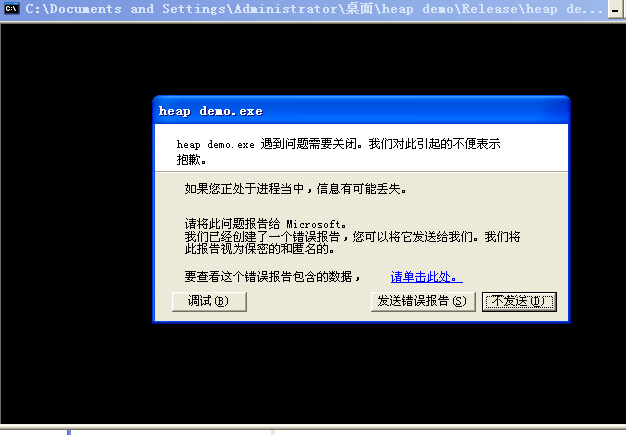 C:\Documents and Settings\Administrator\桌面\heap demo\Release\heap de...
heap demo.exe
heap demo.exe 遇到问题需要关闭。我们对此引起的不便表示
抱歉。
如果您正处于进程当中，信息有可能丢失。
请将此问题报告给 Microsoft。
我们已经创建了一个错误报告，您可以将它发送给我们。我们将
此报告视为保密的和匿名的。
要查看这个错误报告包含的数据， 请单击此处。
调试(B) 发送错误报告(S) 不发送(D)